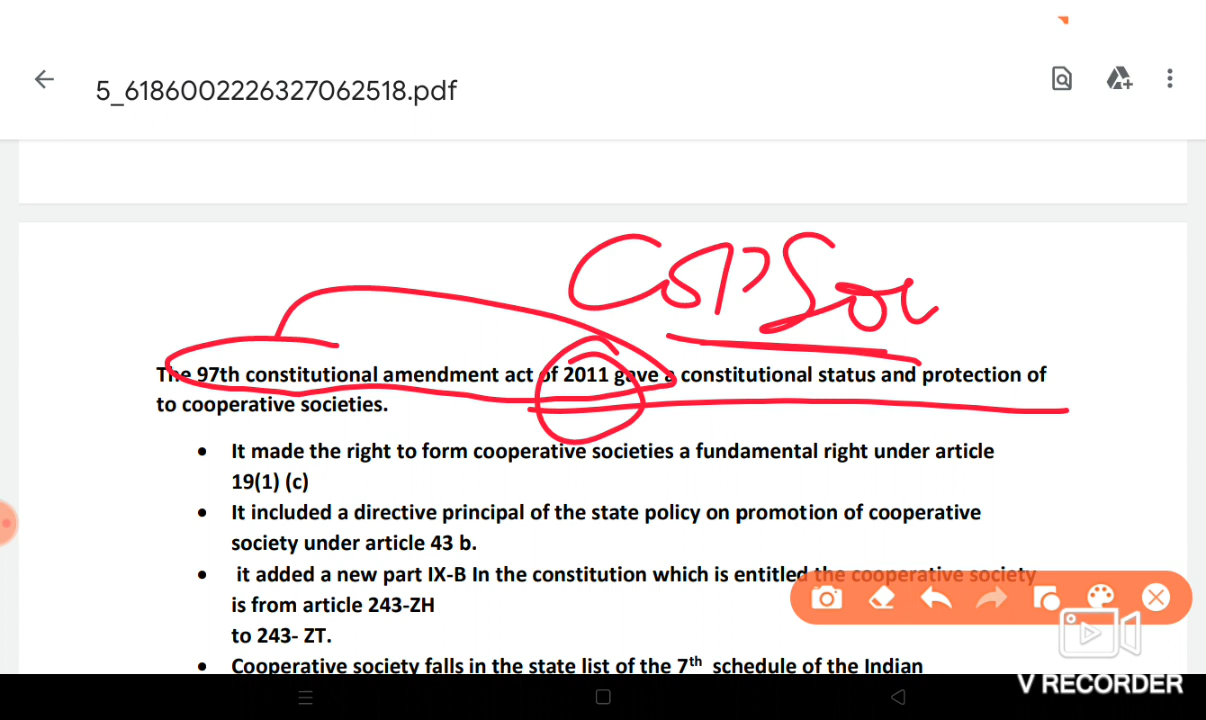 5_6186002226327062518.pdf
The 97th constitutional amendment act of 2011 gave a constitutional status and protection of
to cooperative societies.
• It made the right to form cooperative societies a fundamental right under article
19(1) (c)
• It included a directive principal of the state policy on promotion of cooperative
society under article 43 b.
• it added a new part IX-B In the constitution which is entitled the cooperative society
is from article 243-ZH
to 243- ZT.
• Cooperative society falls in the state list of the 7th schedule of the Indian
V RECORDER